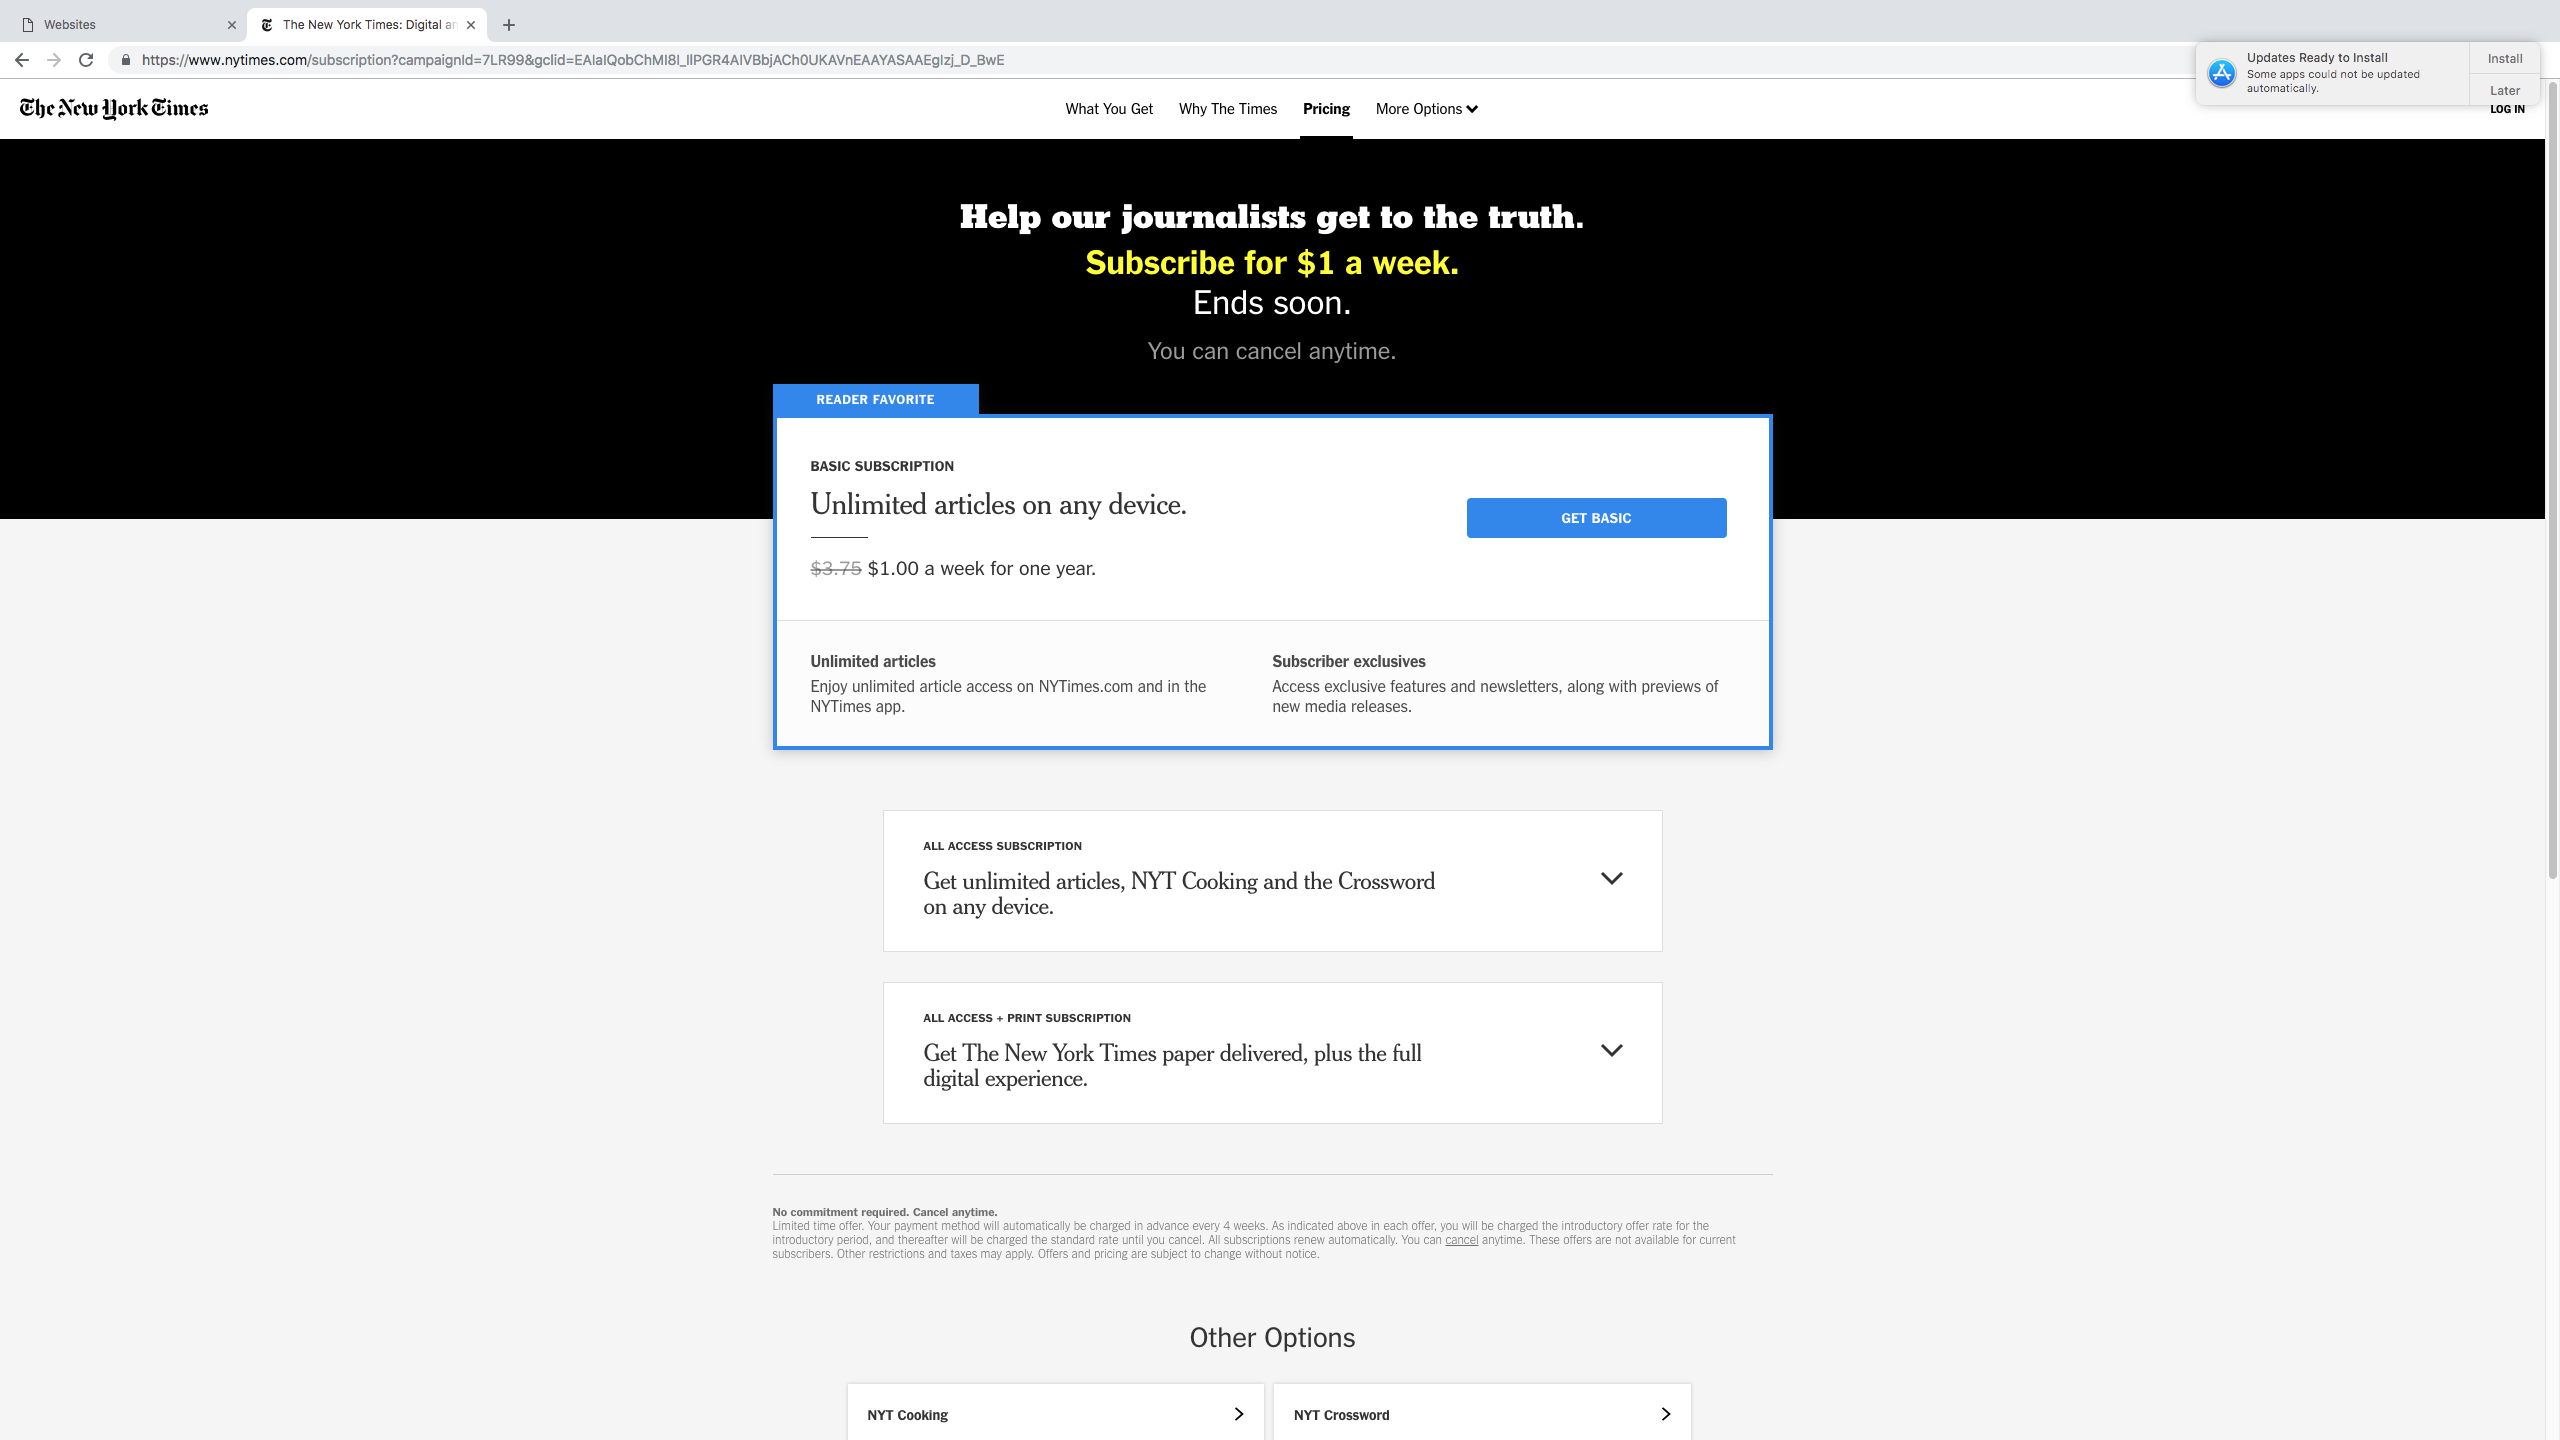 Websites
The New York Times: Digital an
https://www.nytimes.com/subscription?campaignId=7LR99&gclid=
Updates Ready to Install
Some apps could not be updated
automatically.
Install
Later
The New York Times
What You Get
Why The Times
Pricing
More Options
LOG IN
Help our journalists get to the truth.
Subscribe for $1 a week.
Ends soon.
You can cancel anytime.
READER FAVORITE
BASIC SUBSCRIPTION
Unlimited articles on any device.
GET BASIC
$3.75 $1.00 a week for one year.
Unlimited articles
Enjoy unlimited article access on NYTimes.com and in the
NYTimes app.
Subscriber exclusives
Access exclusive features and newsletters, along with previews of
new media releases.
ALL ACCESS SUBSCRIPTION
Get unlimited articles, NYT Cooking and the Crossword
on any device.
ALL ACCESS + PRINT SUBSCRIPTION
Get The New York Times paper delivered, plus the full
digital experience.
No commitment required. Cancel anytime.
Limited time offer. Your payment method will automatically be charged in advance every 4 weeks. As indicated above in each offer, you will be charged the introductory offer rate for the
introductory period, and thereafter will be charged the standard rate until you cancel. All subscriptions renew automatically. You can cancel anytime. These offers are not available for current
subscribers. Other restrictions and taxes may apply. Offers and pricing are subject to change without notice.
Other Options
NYT Cooking
NYT Crossword